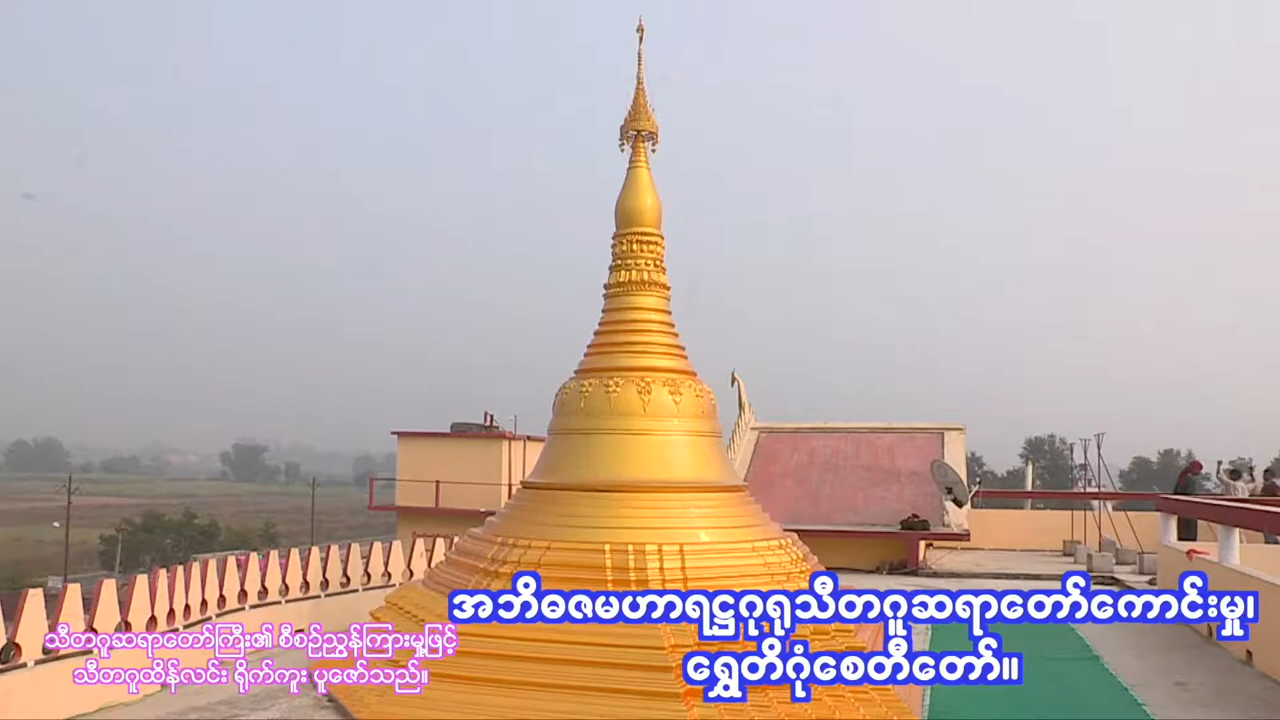 အဘိဓဇမဟာရဋ္ဌဂုရုသီတဂူဆရာတော်ကောင်းမှု၊
ရွှေတိဂုံစေတီတော်။
သီတဂူဆရာတော်ကြီး၏ စီစဉ်ညွှန်ကြားမှုဖြင့်
သီတဂူထိန်လင်း ရိုက်ကူး ပူဇော်သည်။